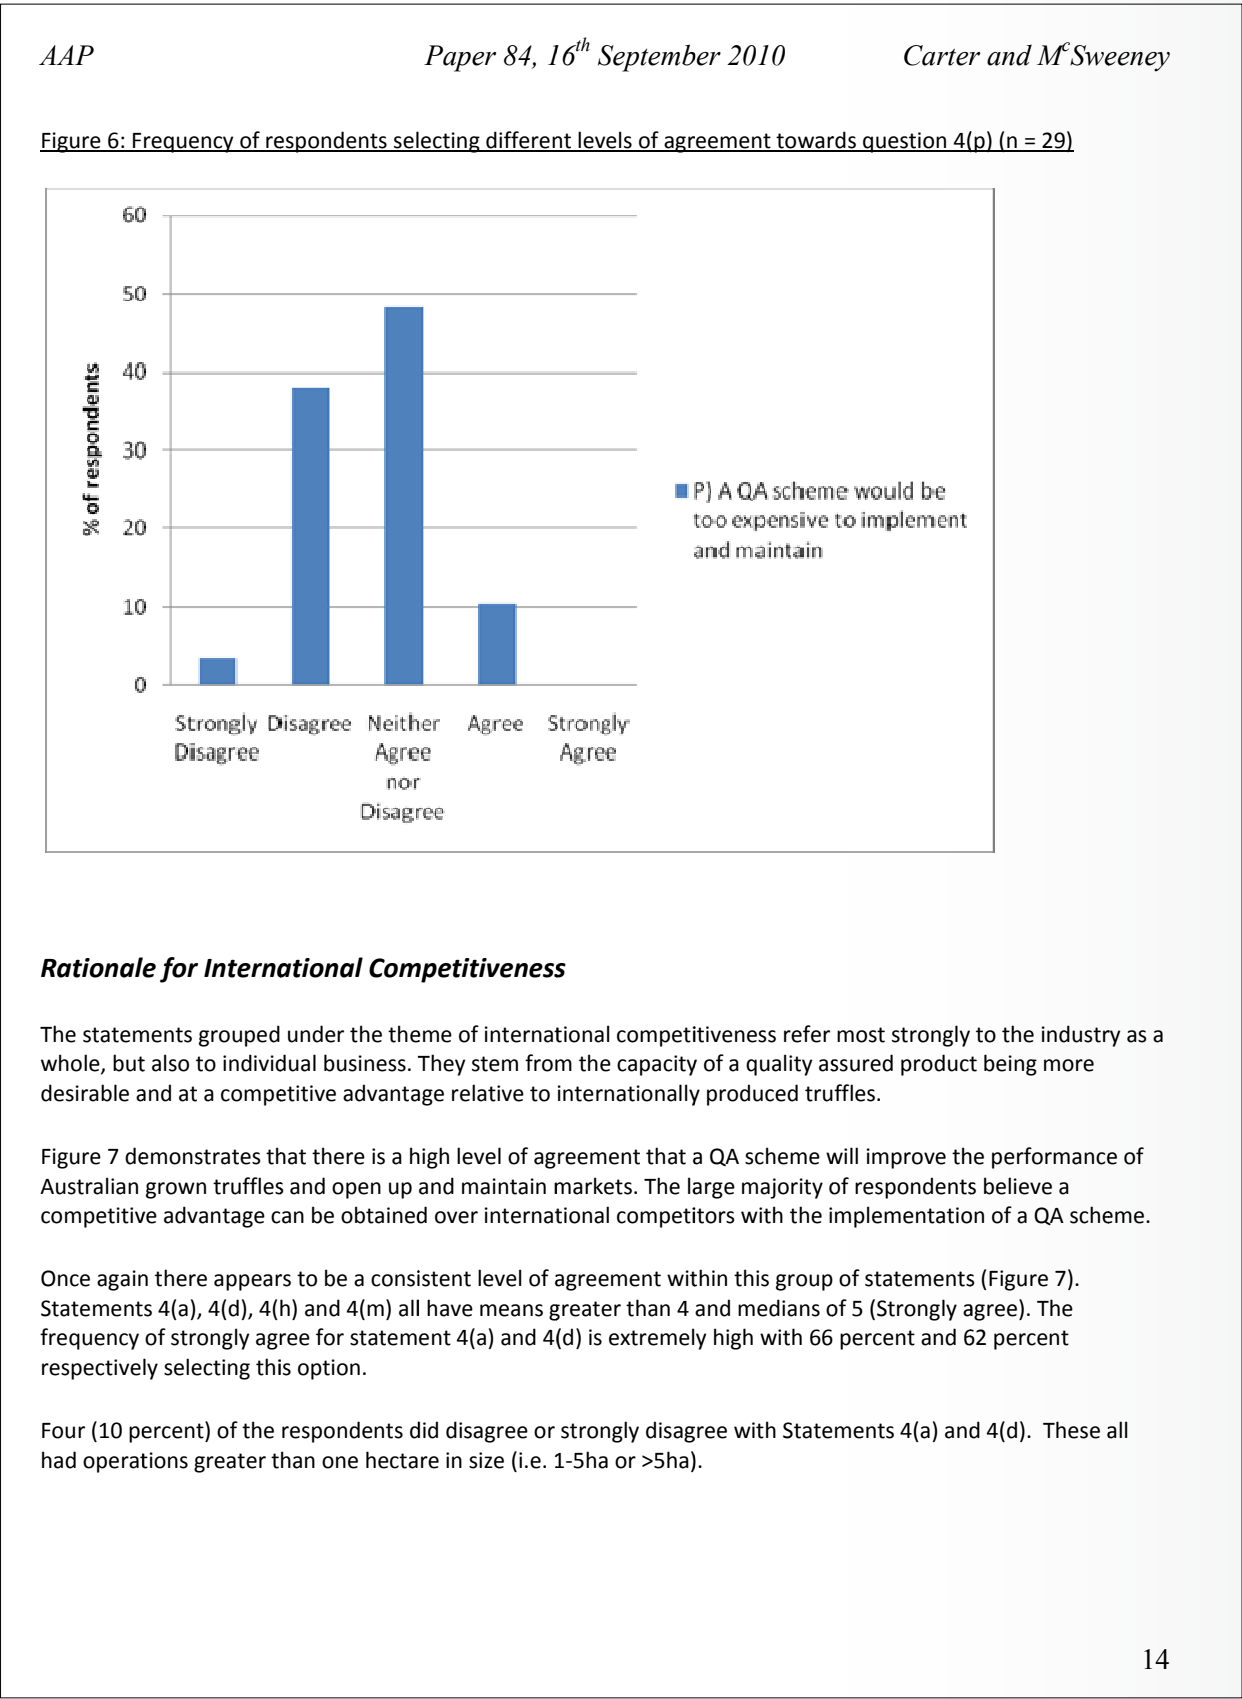 AAP Paper 84, 16th September 2010 Carter and McSweeney
Figure 6: Frequency of respondents selecting different levels of agreement towards question 4(p) (n = 29)
60
50
40
30
20
10
0
% of respondents
Strongly Disagree Neither Agree Strongly
Disagree Agree Agree
nor
Disagree
P) A QA scheme would be
too expensive to implement
and maintain
Rationale for International Competitiveness
The statements grouped under the theme of international competitiveness refer most strongly to the industry as a
whole, but also to individual business. They stem from the capacity of a quality assured product being more
desirable and at a competitive advantage relative to internationally produced truffles.
Figure 7 demonstrates that there is a high level of agreement that a QA scheme will improve the performance of
Australian grown truffles and open up and maintain markets. The large majority of respondents believe a
competitive advantage can be obtained over international competitors with the implementation of a QA scheme.
Once again there appears to be a consistent level of agreement within this group of statements (Figure 7).
Statements 4(a), 4(d), 4(h) and 4(m) all have means greater than 4 and medians of 5 (Strongly agree). The
frequency of strongly agree for statement 4(a) and 4(d) is extremely high with 66 percent and 62 percent
respectively selecting this option.
Four (10 percent) of the respondents did disagree or strongly disagree with Statements 4(a) and 4(d). These all
had operations greater than one hectare in size (i.e. 1-5ha or >5ha).
14